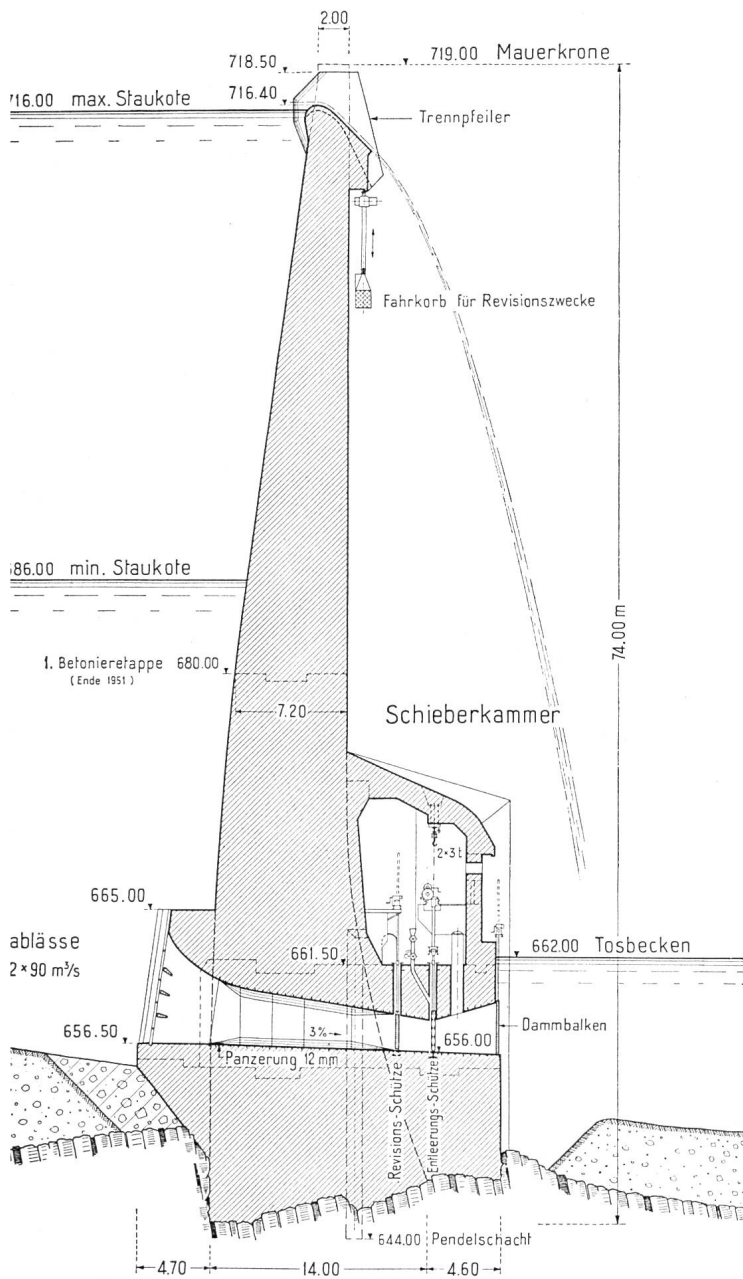 2.00
718.50
719.00 Mauerkrone
716.00 max. Staukote
716.40
Trennpfeiler
Fahrkorb für Revisionszwecke
86.00 min. Staukote
74.00 m
1. Betonieretappe 680.00
(Ende 1951)
7.20
Schieberkammer
2×3t
665.00
ablässe
2 × 90 m³/s
661.50
662.00 Tosbecken
656.50
3%
656.00
Dammbalken
Panzerung 12 mm
Revisions-Schütze
Entleerungs-Schütze
644.00 Pendelschacht
4.70
14.00
4.60